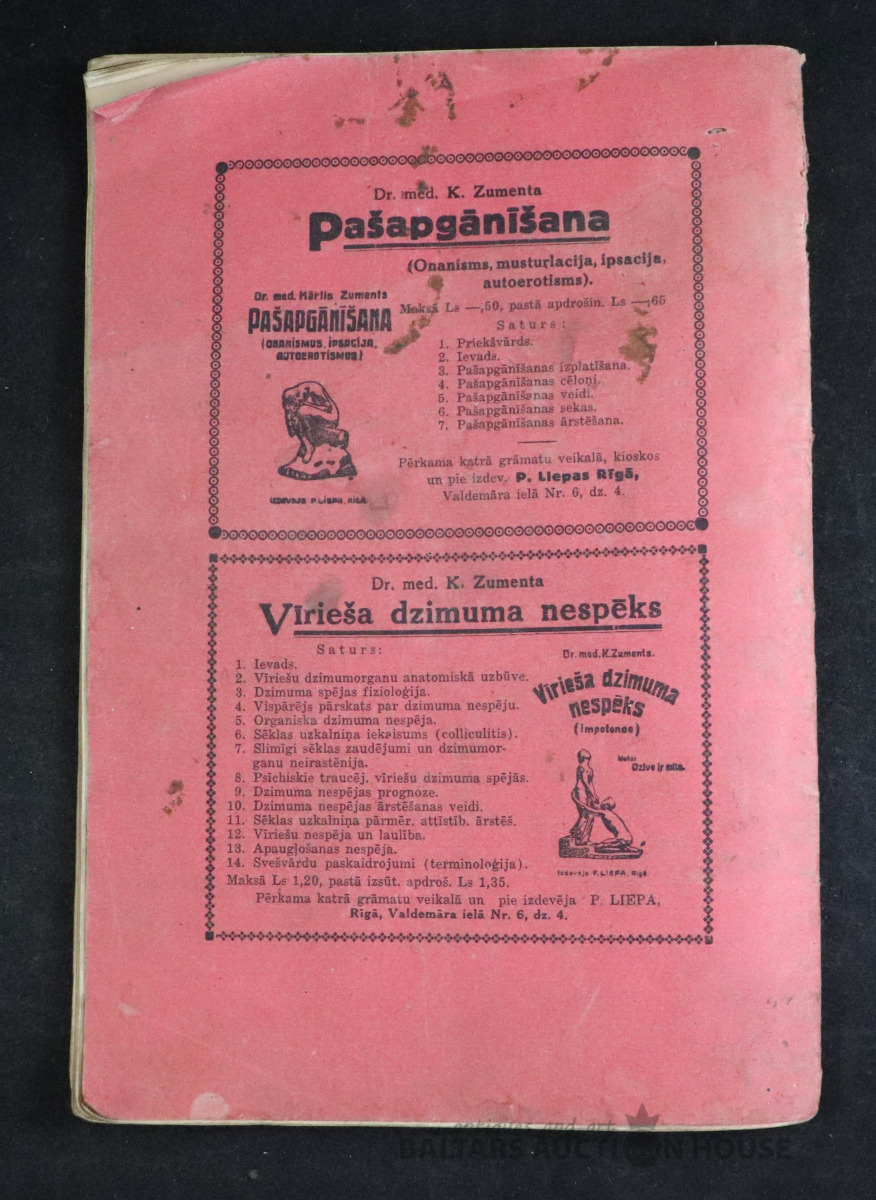 Dr. med. K. Zumenta
Pašapgānīšana
(Onanisms, musturlacija, ipsacija,
autoerotisms).
Dr. med. Kārlis Zuments
PAŠAPGĀNĪŠANA
(ONANISMUS, IPSACIJA,
AUTOEROTISMUS)
IZDEVĒJS P. LIEPA, RĪGĀ.
Maksā Ls —,50, pastā apdrošin. Ls —,65
Saturs:
1. Priekšvārds.
2. Ievads.
3. Pašapgānīšanas izplatīšana.
4. Pašapgānīšanas cēloņi.
5. Pašapgānīšanas veidi.
6. Pašapgānīšanas sekas.
7. Pašapgānīšanas ārstēšana.
Pērkama katrā grāmatu veikalā, kioskos
un pie izdev. P. Liepas Rīgā,
Valdemāra ielā Nr. 6, dz. 4.
Dr. med. K. Zumenta
Vīrieša dzimuma nespēks
Saturs:
1. Ievads.
2. Vīriešu dzimumorganu anatomiskā uzbūve.
3. Dzimuma spējas fizioloģija.
4. Vispārējs pārskats par dzimuma nespēju.
5. Organiska dzimuma nespēja.
6. Sēklas uzkalniņa iekaisums (colliculitis).
7. Slimīgi sēklas zaudējumi un dzimumor-
ganu neirastēnija.
8. Psīchiskie traucēj. vīriešu dzimuma spējās.
9. Dzimuma nespējas prognoze.
10. Dzimuma nespējas ārstēšanas veidi.
11. Sēklas uzkalniņa pārmēr. attīstīb. ārstēš.
12. Vīriešu nespēja un laulība.
13. Apaugļošanas nespēja.
14. Svešvārdu paskaidrojumi (terminoloģija).
Dr. med. K. Zuments.
Vīrieša dzimuma
nespēks
(Impotence)
Dzīve ir mīla.
Izdevējs P. LIEPA, Rīgā
Maksā Ls 1,20, pastā izsūt. apdroš. Ls 1,35.
Pērkama katrā grāmatu veikalā un pie izdevēja P. LIEPA,
Rīgā, Valdemāra ielā Nr. 6, dz. 4.
antiques and art
BALTARS AUCTION HOUSE